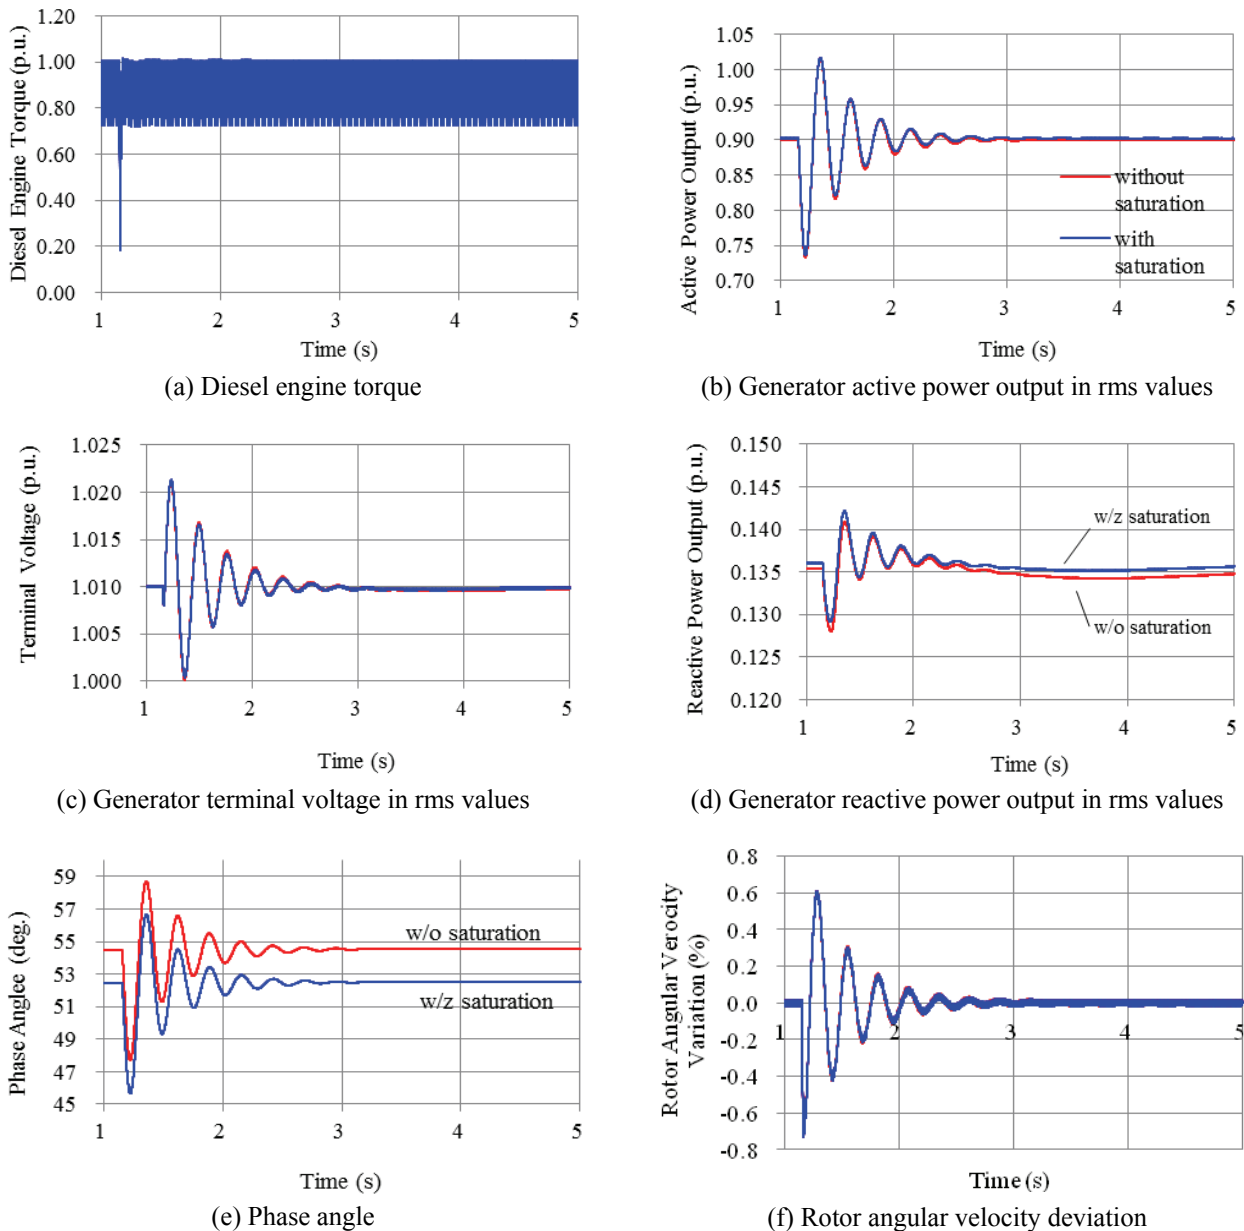 Diesel Engine Torque (p.u.)
1.20
1.00
0.80
0.60
0.40
0.20
0.00
1 2 3 4 5
Time (s)
(a) Diesel engine torque
Active Power Output (p.u.)
1.05
1.00
0.95
0.90
0.85
0.80
0.75
0.70
without
saturation
with
saturation
1 2 3 4 5
Time (s)
(b) Generator active power output in rms values
Terminal Voltage (p.u.)
1.025
1.020
1.015
1.010
1.005
1.000
1 2 3 4 5
Time (s)
(c) Generator terminal voltage in rms values
Reactive Power Output (p.u.)
0.150
0.145
0.140
0.135
0.130
0.125
0.120
w/z saturation
w/o saturation
1 2 3 4 5
Time (s)
(d) Generator reactive power output in rms values
Phase Anglee (deg.)
59
57
55
53
51
49
47
45
w/o saturation
w/z saturation
1 2 3 4 5
Time (s)
(e) Phase angle
Rotor Angular Verocity
Variation (%)
0.8
0.6
0.4
0.2
0.0
-0.2
-0.4
-0.6
-0.8
1 2 3 4 5
Time (s)
(f) Rotor angular velocity deviation